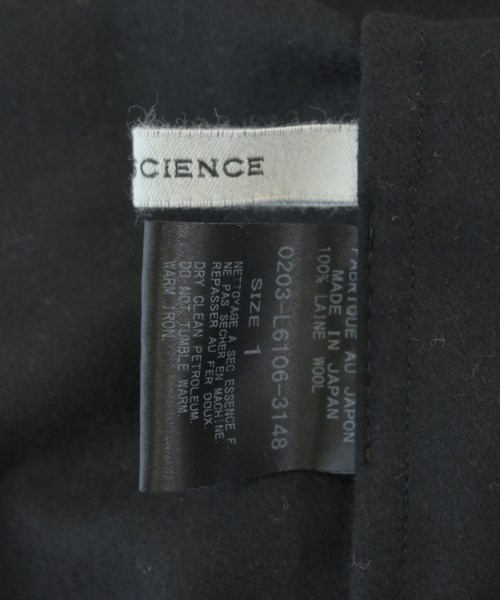 SCIENCE
FABRIQUE AU JAPON
MADE IN JAPAN
100% LAINE WOOL
0203-L6106-3148
SIZE 1
NETTOYAGE A SEC ESSENCE F.
NE PAS SECHER EN MACHINE.
REPASSER AU FER DOUX.
DRY CLEAN PETROLEUM.
DO NOT TUMBLE WARM
WARM IRON.